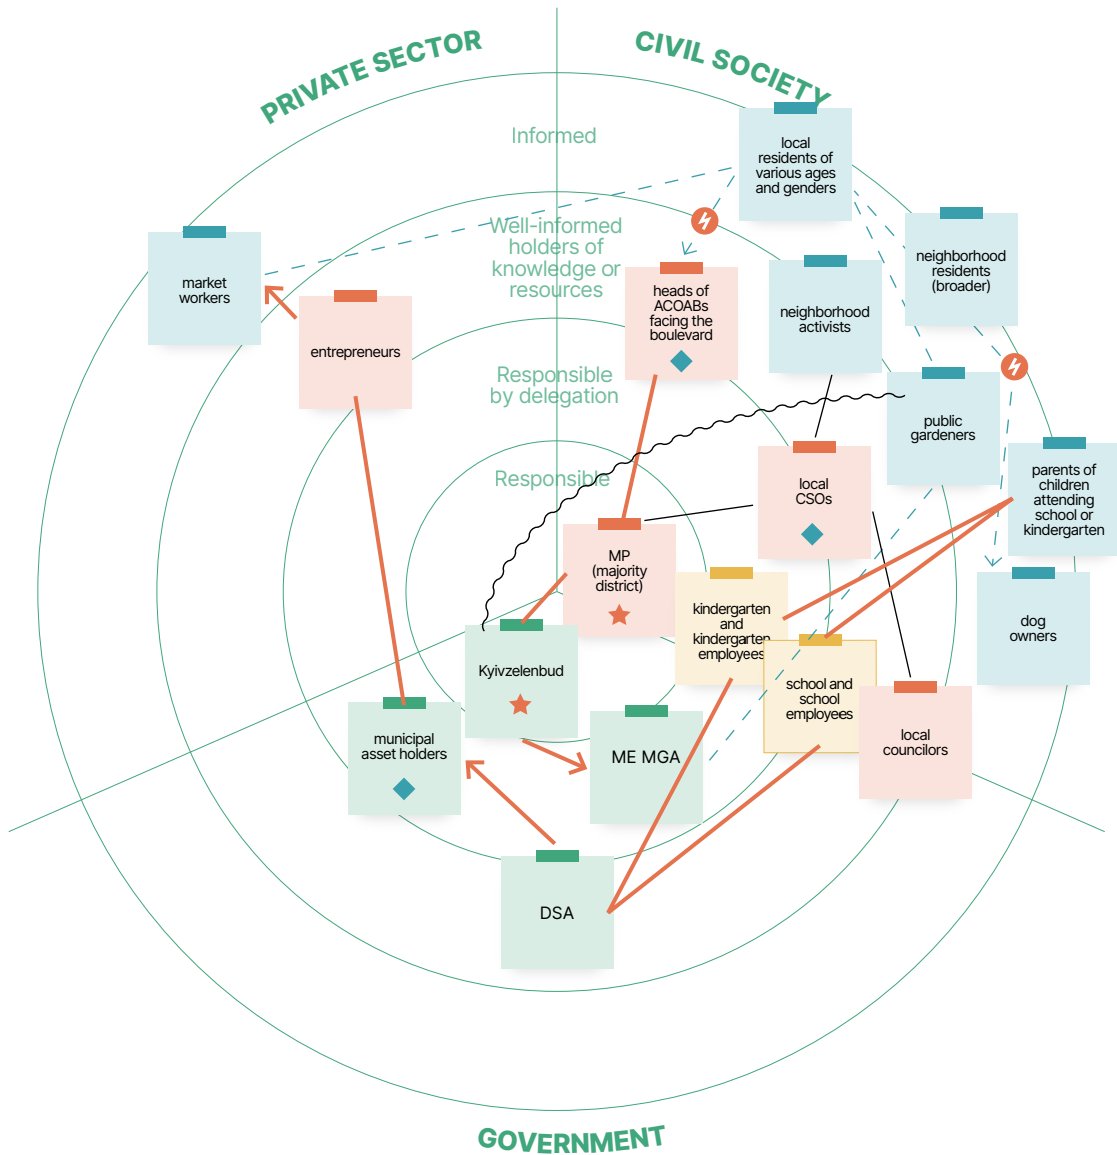 PRIVATE SECTOR
CIVIL SOCIETY
Informed
local
residents of
various ages
and genders
Well-informed
holders of
knowledge or
resources
market
workers
entrepreneurs
heads of
ACOABs
facing the
boulevard
neighborhood
activists
neighborhood
residents
(broader)
Responsible
by delegation
public
gardeners
Responsible
local
CSOs
parents of
children
attending
school or
kindergarten
MP
(majority
district)
kindergarten
and
kindergarten
employees
dog
owners
Kyivzelenbud
school and
school
employees
municipal
asset holders
ME MGA
local
councilors
DSA
GOVERNMENT